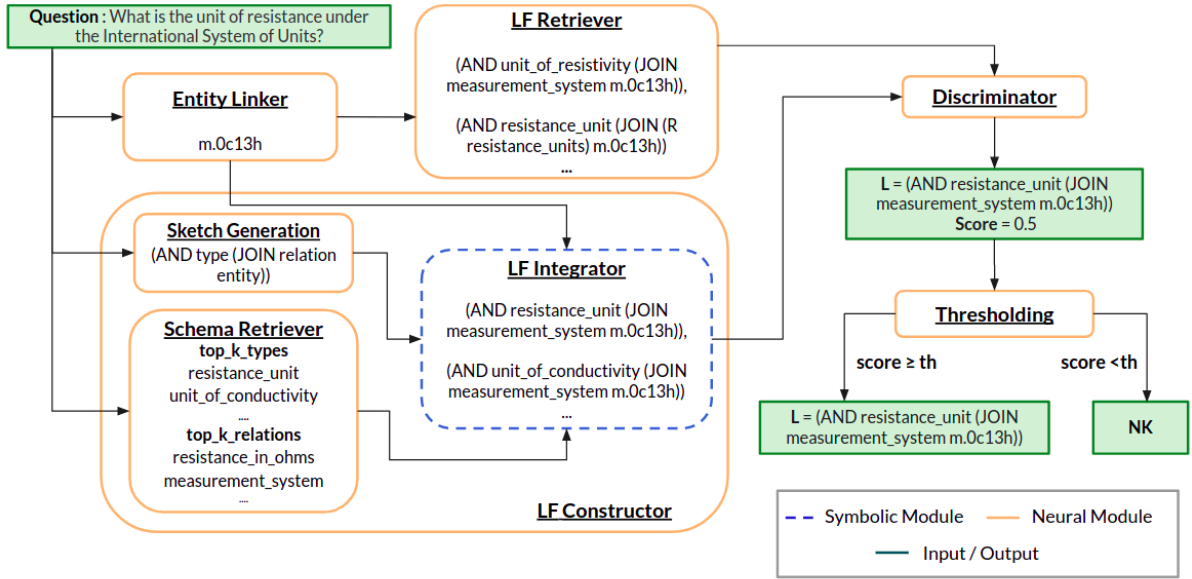 Question : What is the unit of resistance under
the International System of Units?
Entity Linker
m.0c13h
LF Retriever
(AND unit_of_resistivity (JOIN
measurement_system m.0c13h)),
(AND resistance_unit (JOIN (R
resistance_units) m.0c13h))
...
Sketch Generation
(AND type (JOIN relation
entity))
Schema Retriever
top_k_types
resistance_unit
unit_of_conductivity
....
top_k_relations
resistance_in_ohms
measurement_system
....
LF Integrator
(AND resistance_unit (JOIN
measurement_system m.0c13h)),
(AND unit_of_conductivity (JOIN
measurement_system m.0c13h))
...
LF Constructor
Discriminator
L = (AND resistance_unit (JOIN
measurement_system m.0c13h))
Score = 0.5
Thresholding
score ≥ th
score <th
L = (AND resistance_unit (JOIN
measurement_system m.0c13h))
NK
Symbolic Module
Neural Module
Input / Output